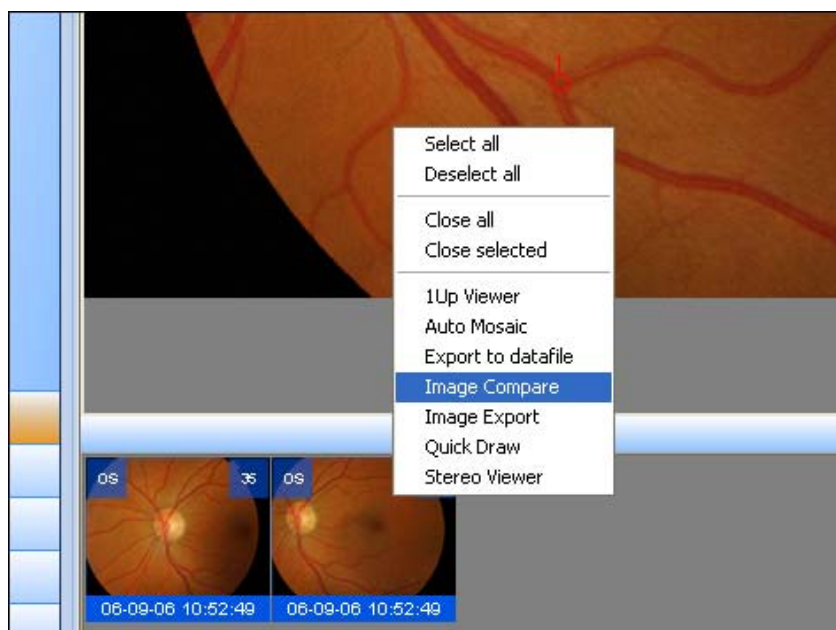 Select all
Deselect all
Close all
Close selected
1Up Viewer
Auto Mosaic
Export to datafile
Image Compare
Image Export
Quick Draw
Stereo Viewer
OS 35 OS
06-09-06 10:52:49 06-09-06 10:52:49